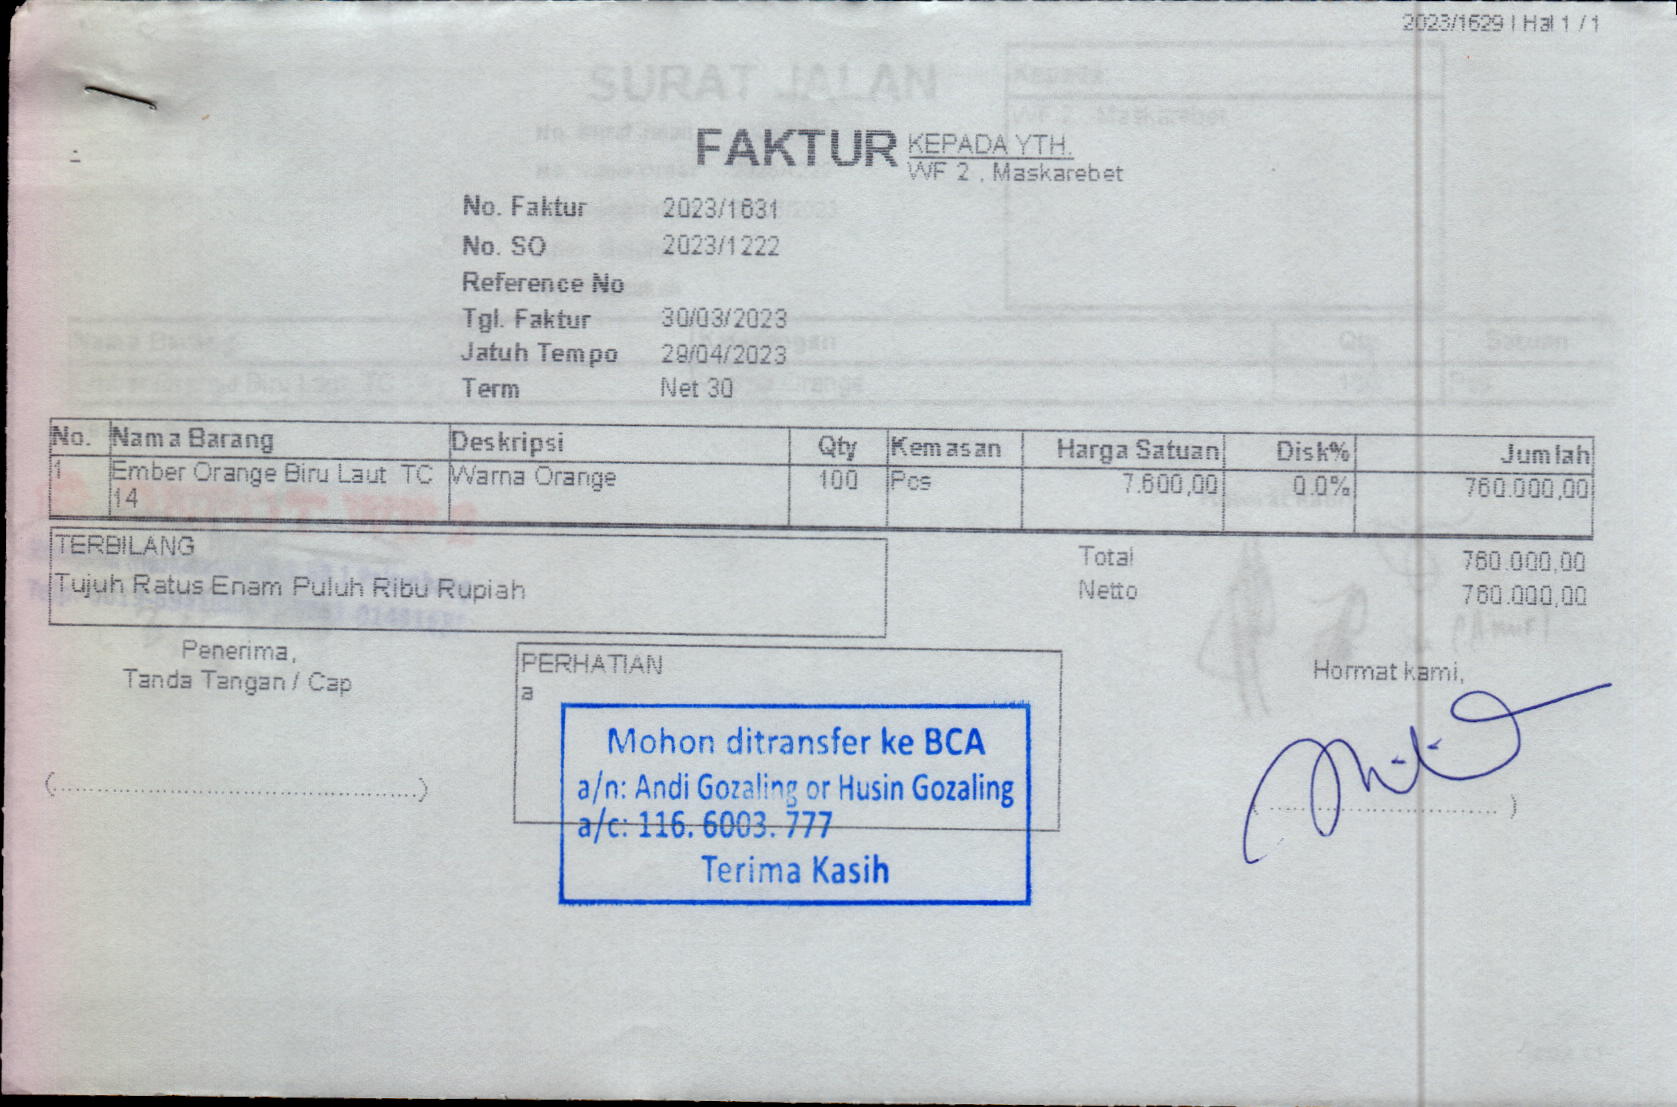 2023/1629 | Hal 1 / 1
SURAT JALAN
FAKTUR
KEPADA YTH.
WF 2 , Maskarebet
No. Faktur 2023/1631
No. SO 2023/1222
Reference No
Tgl. Faktur 30/03/2023
Jatuh Tempo 29/04/2023
Term Net 30
No. Nama Barang Deskripsi Qty Kemasan Harga Satuan Disk% Jumlah
1 Ember Orange Biru Laut TC Warna Orange 100 Pcs 7.600,00 0.0% 760.000,00
14
TERBILANG
Tujuh Ratus Enam Puluh Ribu Rupiah
Total 760.000,00
Netto 760.000,00
Penerima,
Tanda Tangan / Cap
(................................................)
PERHATIAN
a
Mohon ditransfer ke BCA
a/n: Andi Gozaling or Husin Gozaling
a/c: 116. 6003. 777
Terima Kasih
Hormat kami,